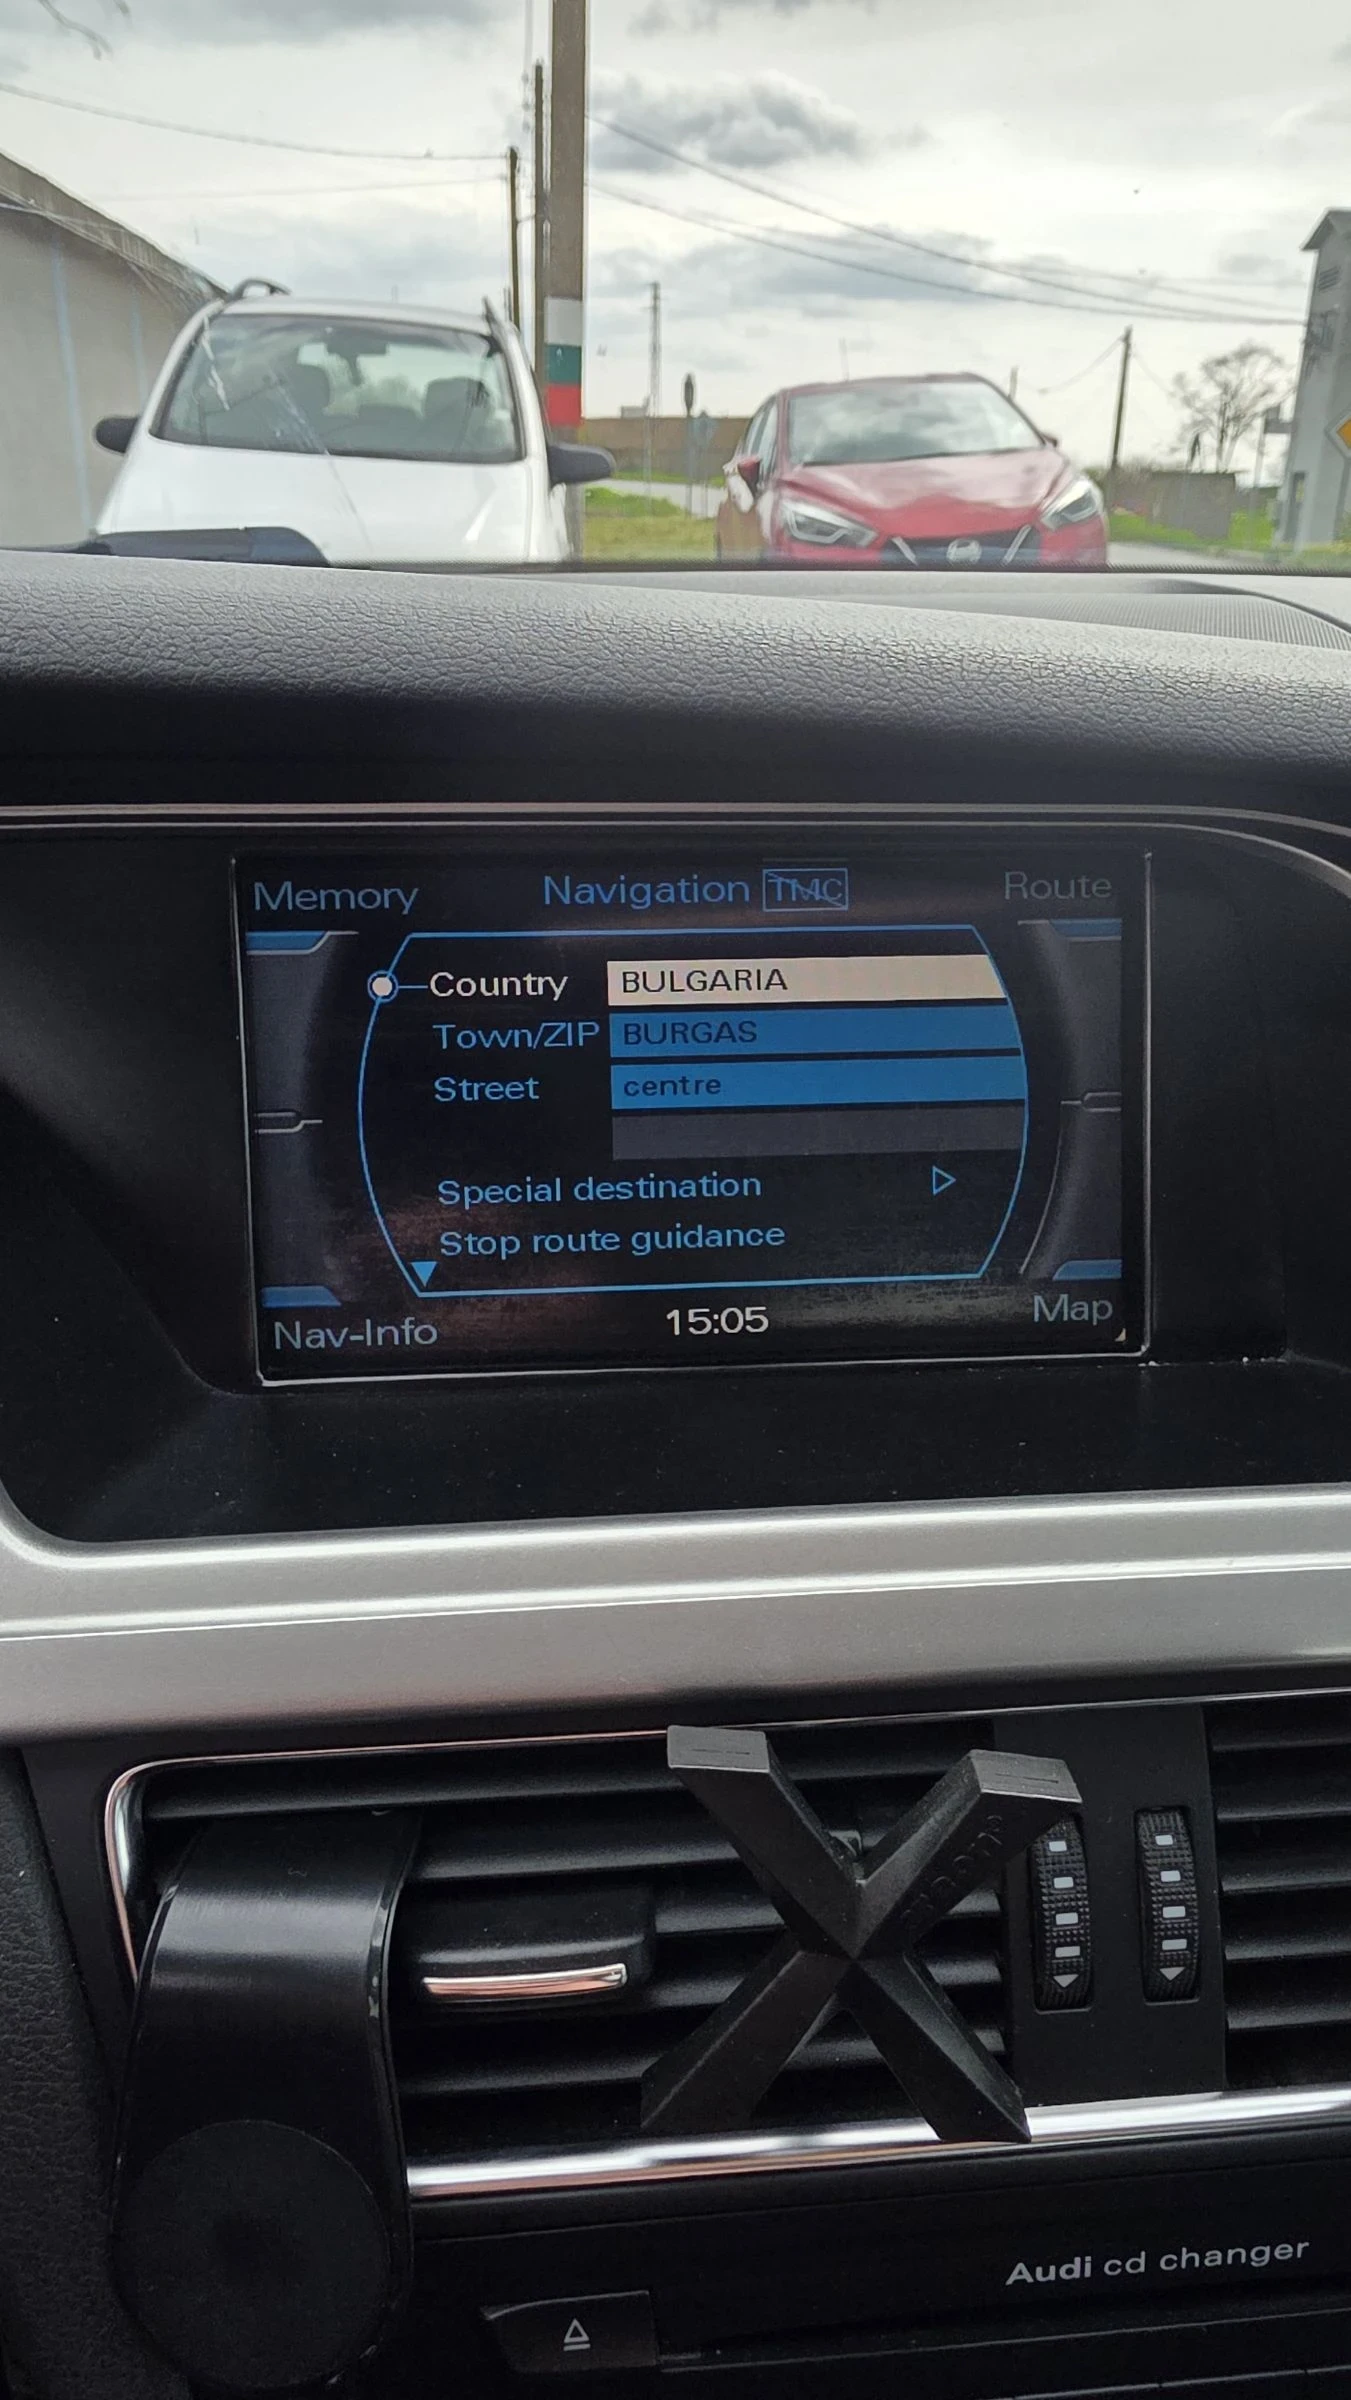 Memory
Navigation TMC
Route
Country BULGARIA
Town/ZIP BURGAS
Street centre
Special destination
Stop route guidance
Nav-Info
15:05
Map
Audi cd changer